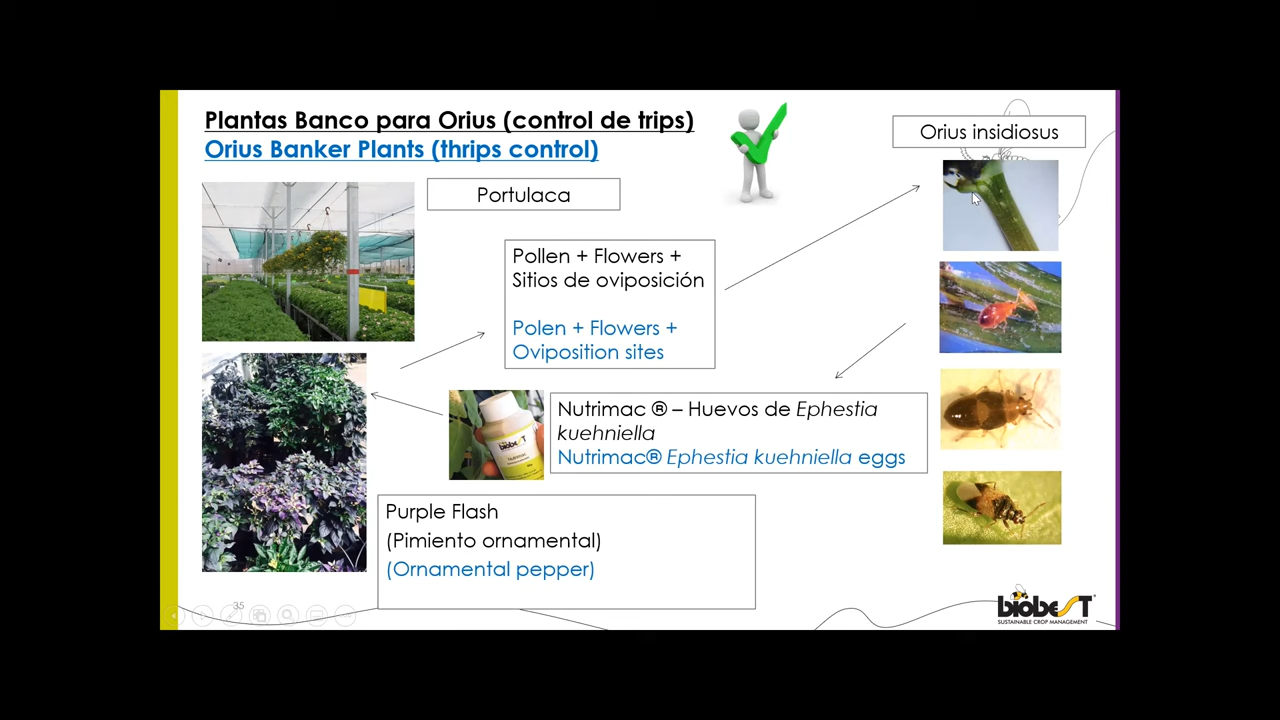 Plantas Banco para Orius (control de trips)
Orius Banker Plants (thrips control)
Orius insidiosus
Portulaca
Pollen + Flowers +
Sitios de oviposición
Polen + Flowers +
Oviposition sites
Nutrimac ® – Huevos de Ephestia
kuehniella
Nutrimac® Ephestia kuehniella eggs
biobest
Purple Flash
(Pimiento ornamental)
(Ornamental pepper)
35
biobest
SUSTAINABLE CROP MANAGEMENT